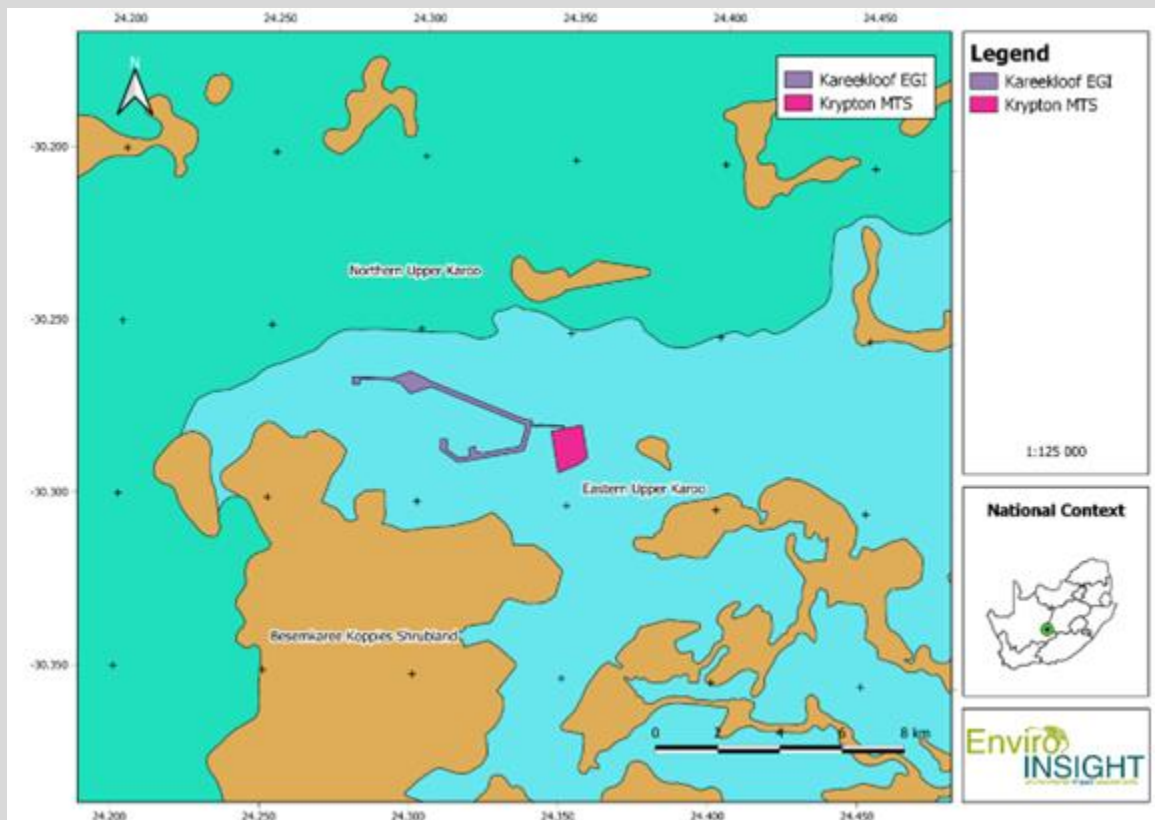 24.200 24.250 24.300 24.350 24.400 24.450
N
Kareekloof EGI
Krypton MTS
Legend
Kareekloof EGI
Krypton MTS
-30.200
Northern Upper Karoo
-30.250
Eastern Upper Karoo
-30.300
1:125 000
National Context
Besemkaree Koppies Shrubland
-30.350
0 2 4 6 8 km
Enviro
INSIGHT
24.200 24.250 24.300 24.350 24.400 24.450